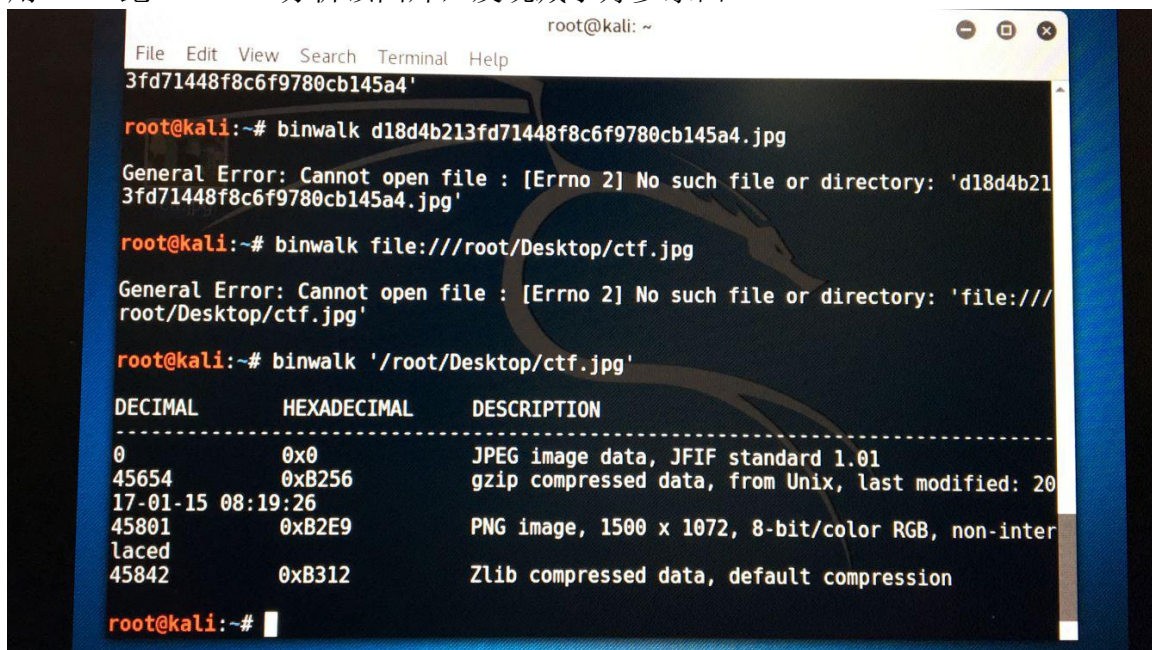 root@kali: ~
File Edit View Search Terminal Help
3fd71448f8c6f9780cb145a4'
root@kali:~# binwalk d18d4b213fd71448f8c6f9780cb145a4.jpg
General Error: Cannot open file : [Errno 2] No such file or directory: 'd18d4b21
3fd71448f8c6f9780cb145a4.jpg'
root@kali:~# binwalk file:///root/Desktop/ctf.jpg
General Error: Cannot open file : [Errno 2] No such file or directory: 'file:///
root/Desktop/ctf.jpg'
root@kali:~# binwalk '/root/Desktop/ctf.jpg'
DECIMAL HEXADECIMAL DESCRIPTION
--------------------------------------------------------------------------------
0 0x0 JPEG image data, JFIF standard 1.01
45654 0xB256 gzip compressed data, from Unix, last modified: 20
17-01-15 08:19:26
45801 0xB2E9 PNG image, 1500 x 1072, 8-bit/color RGB, non-inter
laced
45842 0xB312 Zlib compressed data, default compression
root@kali:~#